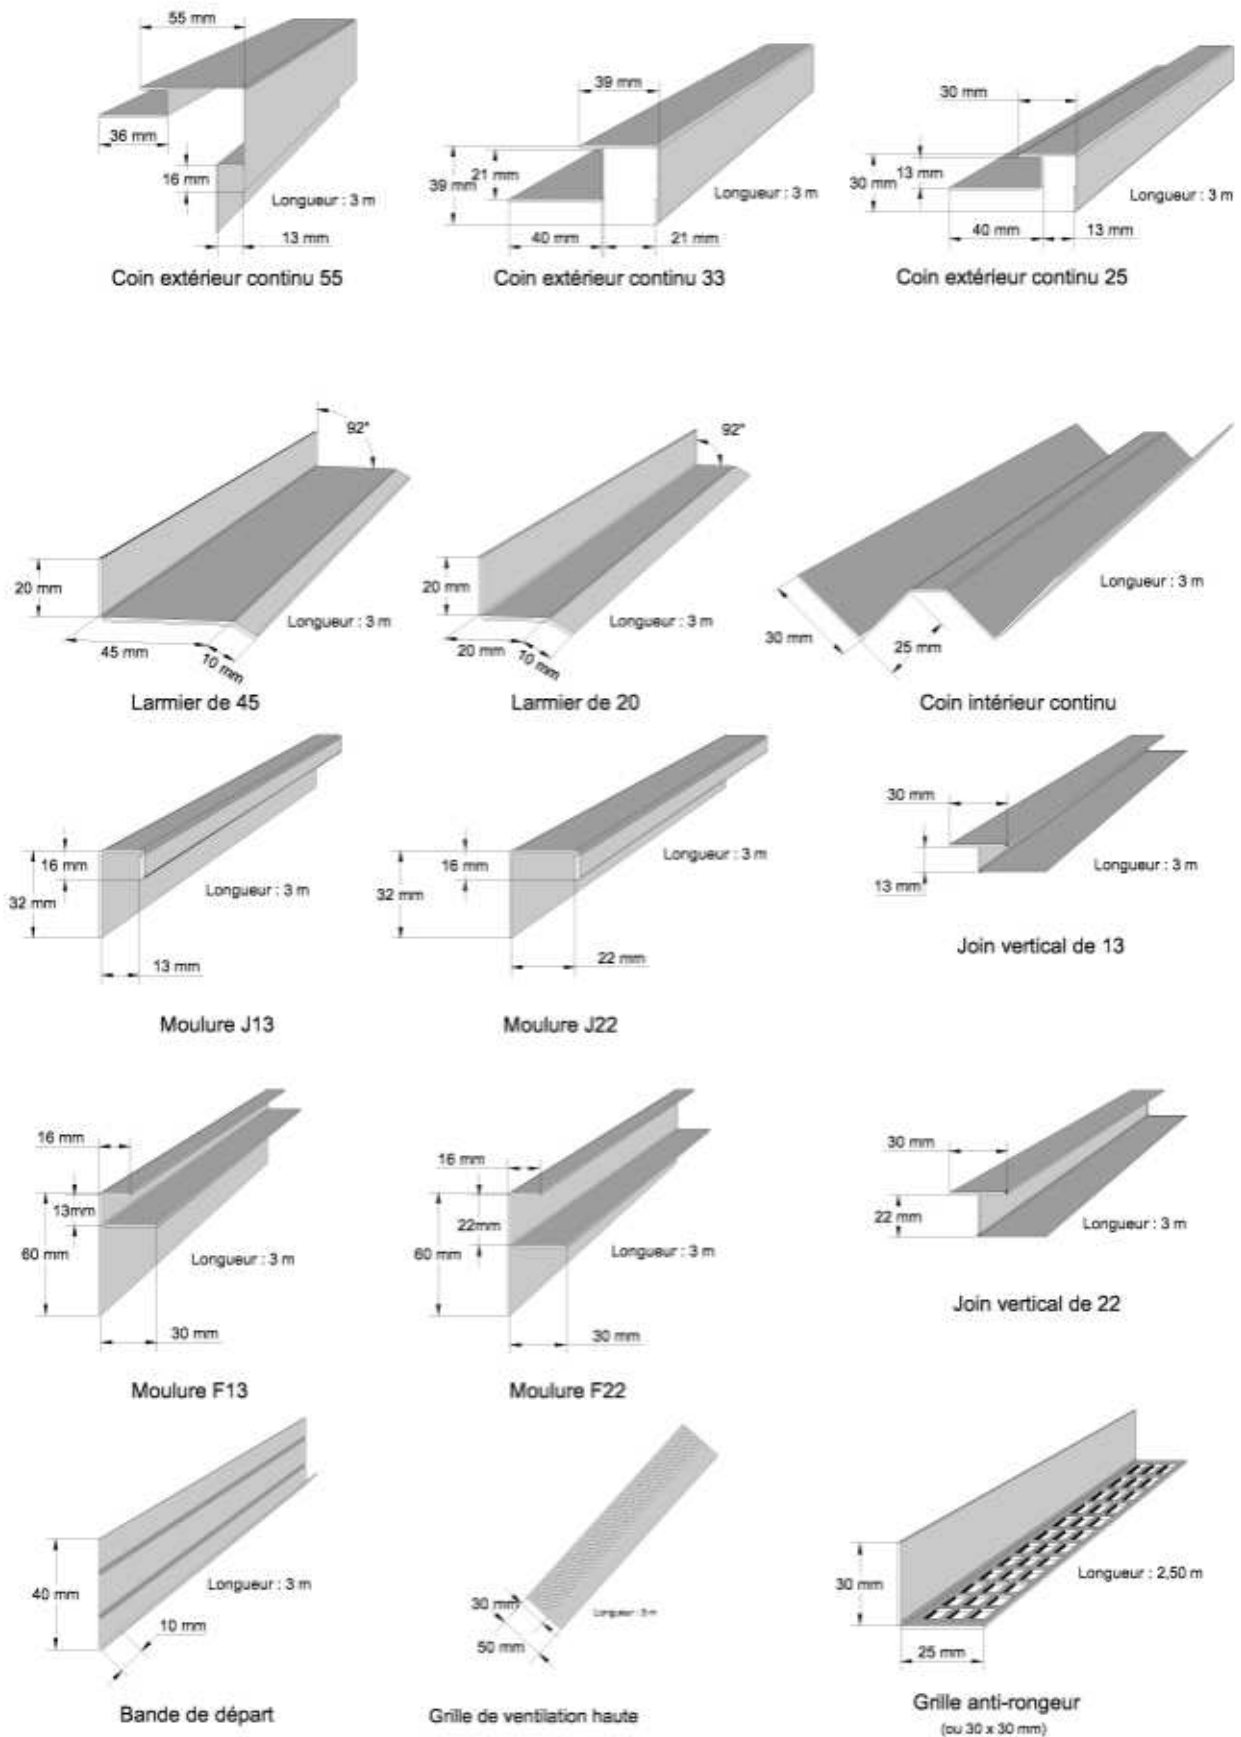 55 mm
36 mm
16 mm
Longueur : 3 m
13 mm
Coin extérieur continu 55
39 mm
39 mm
21 mm
Longueur : 3 m
40 mm
21 mm
Coin extérieur continu 33
30 mm
30 mm
13 mm
Longueur : 3 m
40 mm
13 mm
Coin extérieur continu 25
92°
20 mm
Longueur : 3 m
45 mm
10 mm
Larmier de 45
92°
20 mm
Longueur : 3 m
20 mm
10 mm
Larmier de 20
Longueur : 3 m
30 mm
25 mm
Coin intérieur continu
16 mm
32 mm
Longueur : 3 m
13 mm
Moulure J13
16 mm
32 mm
Longueur : 3 m
22 mm
Moulure J22
30 mm
13 mm
Longueur : 3 m
Join vertical de 13
16 mm
13mm
60 mm
Longueur : 3 m
30 mm
Moulure F13
16 mm
22mm
60 mm
Longueur : 3 m
30 mm
Moulure F22
30 mm
22 mm
Longueur : 3 m
Join vertical de 22
40 mm
Longueur : 3 m
10 mm
Bande de départ
30 mm
50 mm
Longueur : 3 m
Grille de ventilation haute
30 mm
Longueur : 2,50 m
25 mm
Grille anti-rongeur
(ou 30 x 30 mm)